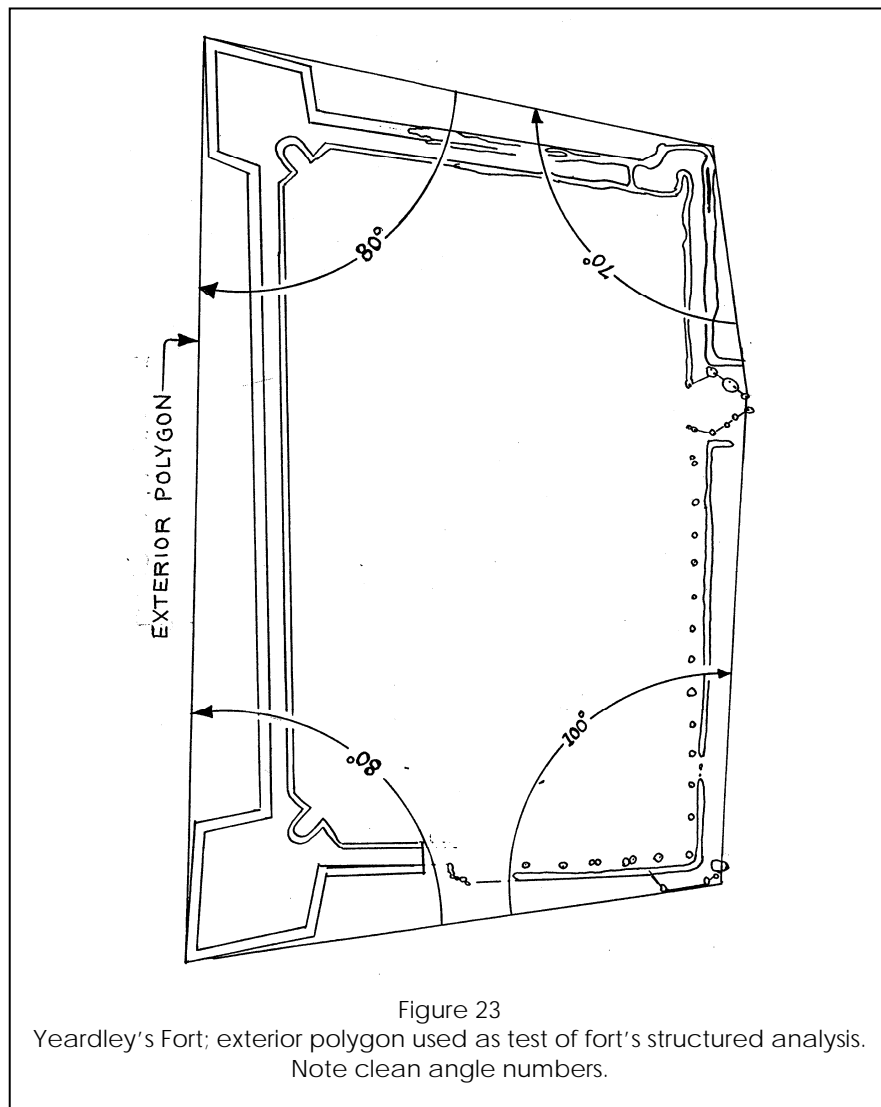 80°
70°
EXTERIOR POLYGON
80°
100°
Figure 23
Yeardley's Fort; exterior polygon used as test of fort's structured analysis.
Note clean angle numbers.